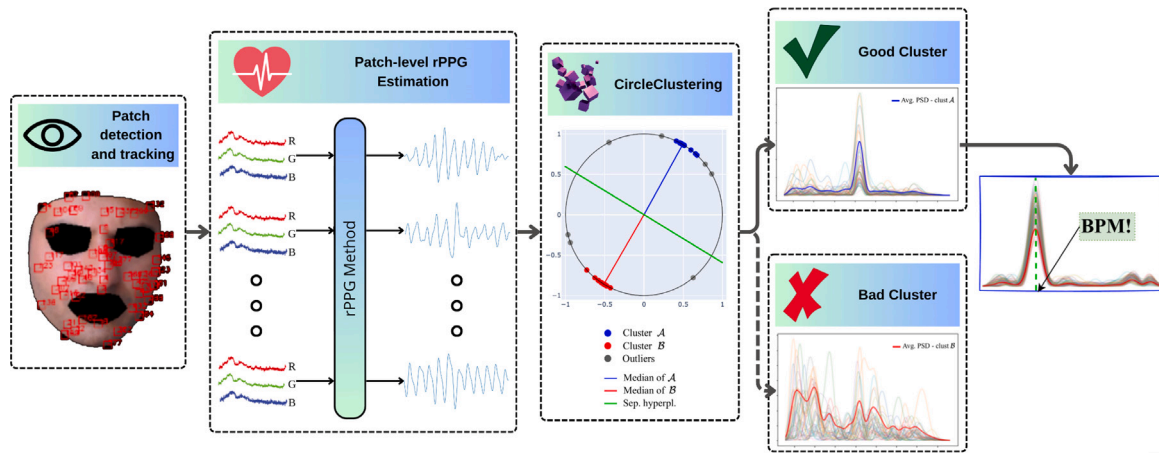 Patch
detection
and tracking
Patch-level rPPG
Estimation
R
G
B
R
G
B
R
G
B
rPPG Method
CircleClustering
1
0.5
0
−0.5
−1
−1
−0.5
0
0.5
1
Cluster 𝒜
Cluster ℬ
Outliers
Median of 𝒜
Median of ℬ
Sep. hyperpl.
Good Cluster
Avg. PSD - clust 𝒜
Bad Cluster
Avg. PSD - clust ℬ
BPM!